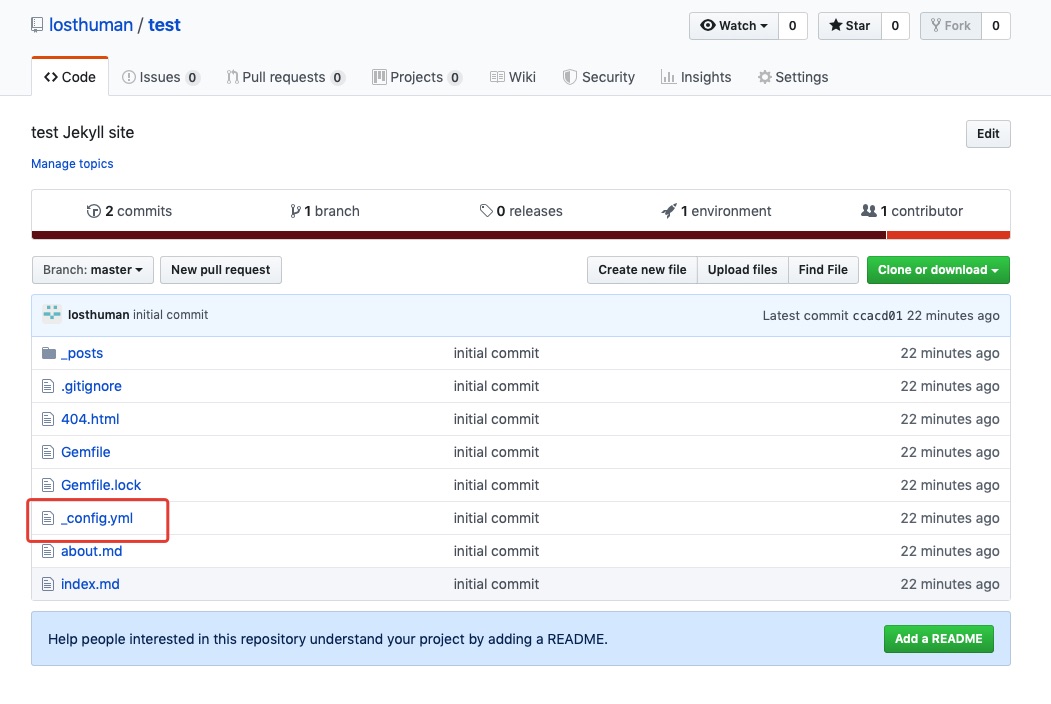 losthuman / test
Watch 0 Star 0 Fork 0
Code Issues 0 Pull requests 0 Projects 0 Wiki Security Insights Settings
test Jekyll site
Edit
Manage topics
2 commits 1 branch 0 releases 1 environment 1 contributor
Branch: master New pull request Create new file Upload files Find File Clone or download
losthuman initial commit Latest commit ccacd01 22 minutes ago
_posts initial commit 22 minutes ago
.gitignore initial commit 22 minutes ago
404.html initial commit 22 minutes ago
Gemfile initial commit 22 minutes ago
Gemfile.lock initial commit 22 minutes ago
_config.yml initial commit 22 minutes ago
about.md initial commit 22 minutes ago
index.md initial commit 22 minutes ago
Help people interested in this repository understand your project by adding a README. Add a README